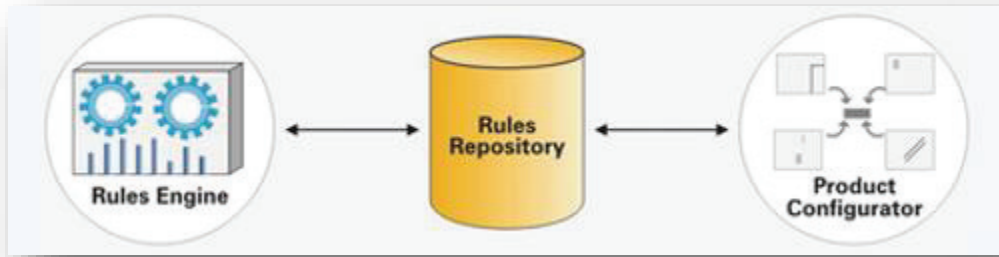 Rules Engine
Rules
Repository
Product
Configurator